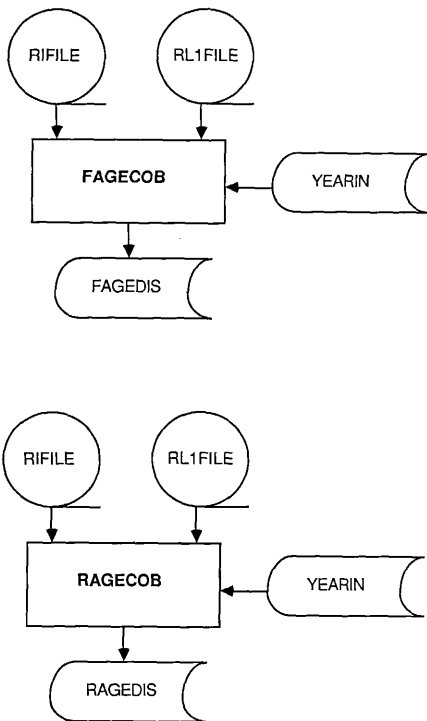 RIFILE
RL1FILE
FAGECOB
YEARIN
FAGEDIS
RIFILE
RL1FILE
RAGECOB
YEARIN
RAGEDIS